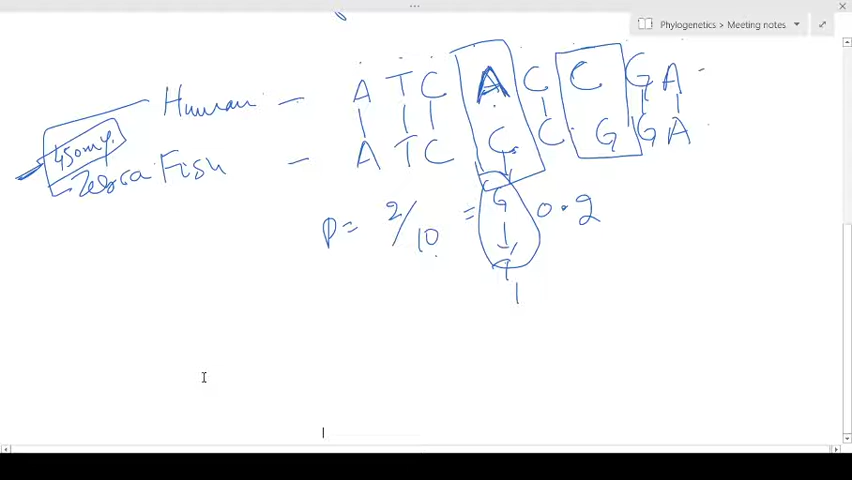 Phylogenetics > Meeting notes
Human - A T C A C C G A -
450my.
Zebra Fish - A T C C C G G A
P = 2/10 = 0.2
G